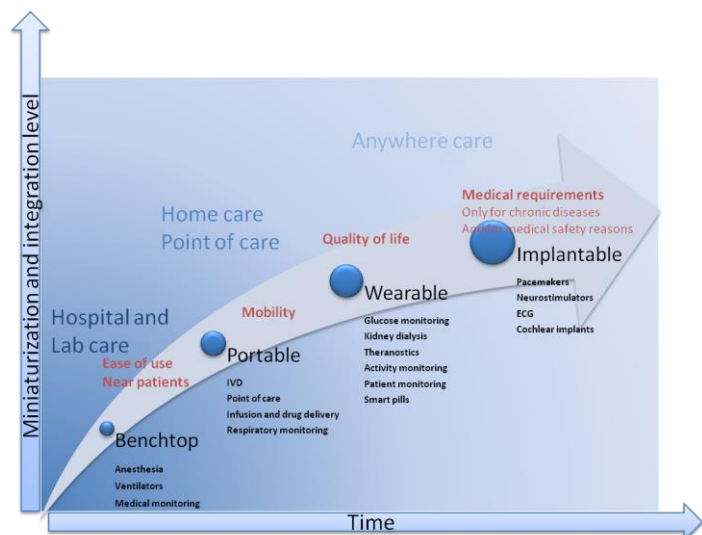 Miniaturization and integration level
Anywhere care
Medical requirements
Only for chronic diseases
And for medical safety reasons
Implantable
Pacemakers
Neurostimulators
ECG
Cochlear implants
Home care
Point of care
Quality of life
Wearable
Glucose monitoring
Kidney dialysis
Theranostics
Activity monitoring
Patient monitoring
Smart pills
Mobility
Portable
IVD
Point of care
Infusion and drug delivery
Respiratory monitoring
Hospital and
Lab care
Ease of use
Near patients
Benchtop
Anesthesia
Ventilators
Medical monitoring
Time